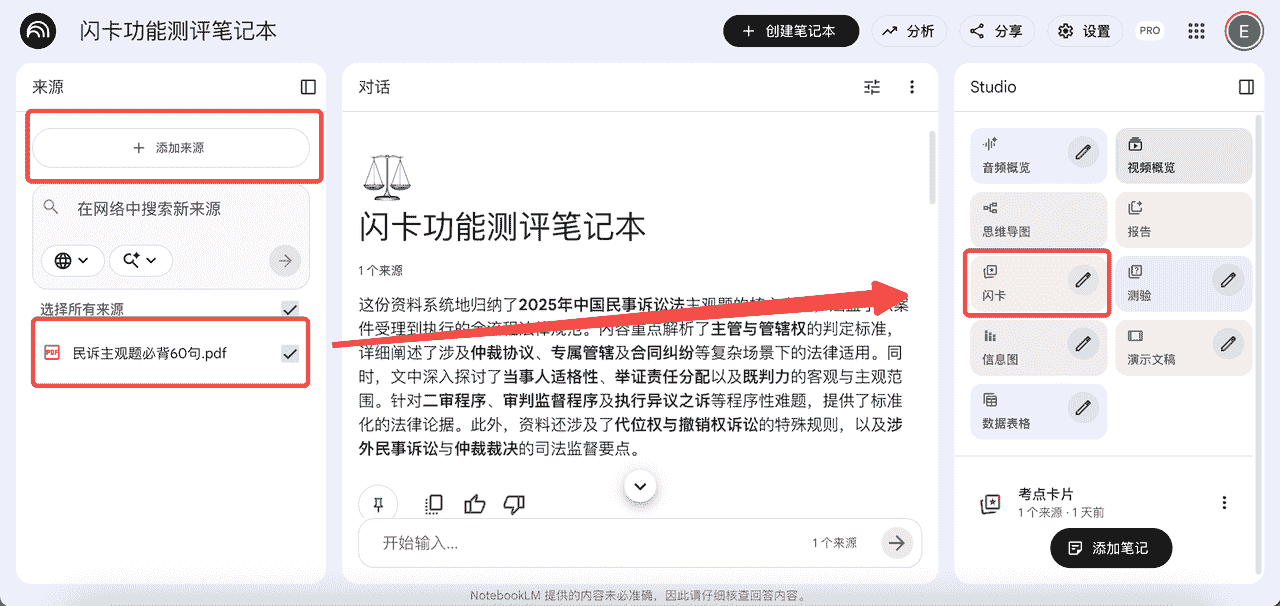 闪卡功能测评笔记本
创建笔记本
分析
分享
设置
PRO
E
来源
添加来源
在网络中搜索新来源
选择所有来源
PDF
民诉主观题必背60句.pdf
对话
闪卡功能测评笔记本
1 个来源
这份资料系统地归纳了2025年中国民事诉讼法主观题的
件受理到执行的全流程法律规范。内容重点解析了主管与管辖权的判定标准，
详细阐述了涉及仲裁协议、专属管辖及合同纠纷等复杂场景下的法律适用。同
时，文中深入探讨了当事人适格性、举证责任分配以及既判力的客观与主观范
围。针对二审程序、审判监督程序及执行异议之诉等程序性难题，提供了标准
化的法律论据。此外，资料还涉及了代位权与撤销权诉讼的特殊规则，以及涉
外民事诉讼与仲裁裁决的司法监督要点。
开始输入...
1 个来源
NotebookLM 提供的内容未必准确，因此请仔细核查回答内容。
Studio
音频概览
视频概览
思维导图
报告
闪卡
测验
信息图
演示文稿
数据表格
考点卡片
1 个来源 · 1 天前
添加笔记